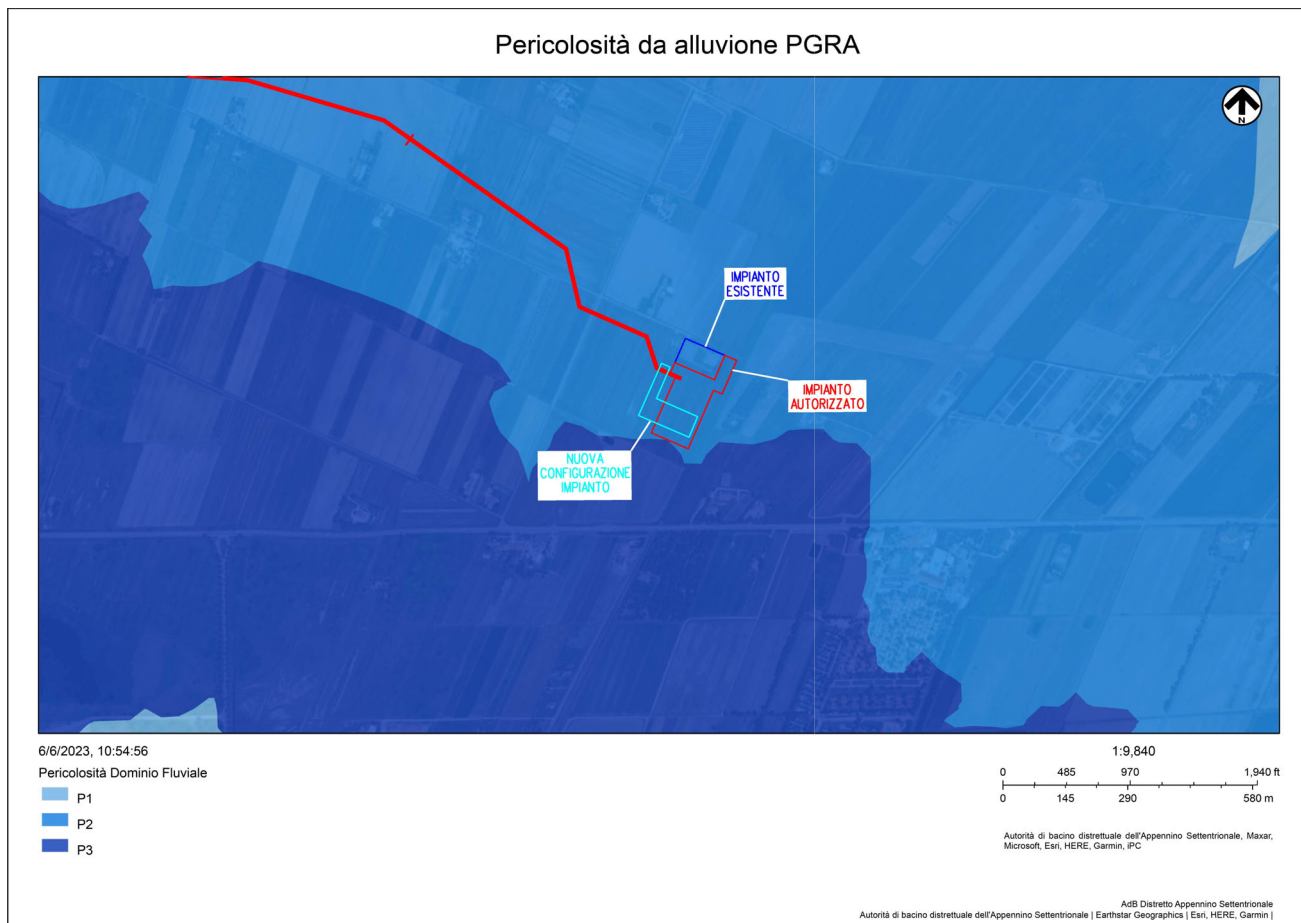 Pericolosità da alluvione PGRA
N
IMPIANTO
ESISTENTE
IMPIANTO
AUTORIZZATO
NUOVA
CONFIGURAZIONE
IMPIANTO
6/6/2023, 10:54:56
Pericolosità Dominio Fluviale
P1
P2
P3
1:9,840
0 485 970 1,940 ft
0 145 290 580 m
Autorità di bacino distrettuale dell'Appennino Settentrionale, Maxar,
Microsoft, Esri, HERE, Garmin, iPC
AdB Distretto Appennino Settentrionale
Autorità di bacino distrettuale dell'Appennino Settentrionale | Earthstar Geographics | Esri, HERE, Garmin |